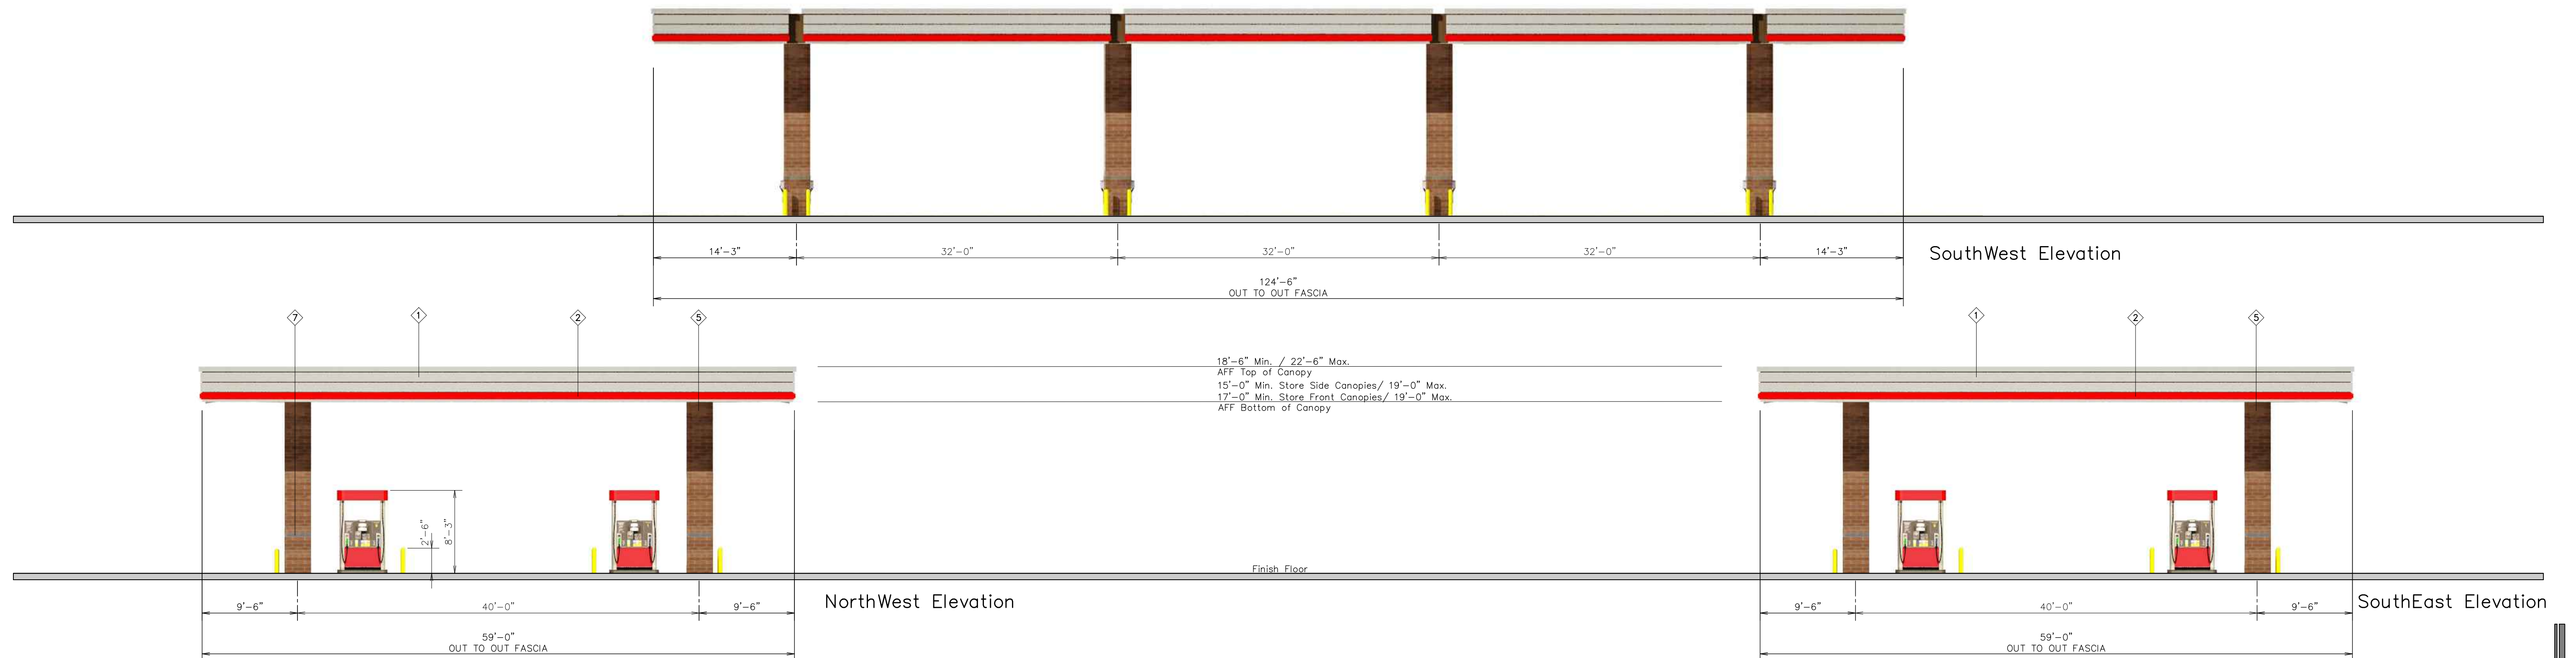 14'-3"
32'-0"
32'-0"
32'-0"
14'-3"
SouthWest Elevation
124'-6"
OUT TO OUT FASCIA
7
1
2
5
1
2
5
18'-6" Min. / 22'-6" Max.
AFF Top of Canopy
15'-0" Min. Store Side Canopies/ 19'-0" Max.
17'-0" Min. Store Front Canopies/ 19'-0" Max.
AFF Bottom of Canopy
2'-6"
8'-3"
Finish Floor
9'-6"
40'-0"
9'-6"
NorthWest Elevation
59'-0"
OUT TO OUT FASCIA
9'-6"
40'-0"
9'-6"
SouthEast Elevation
59'-0"
OUT TO OUT FASCIA